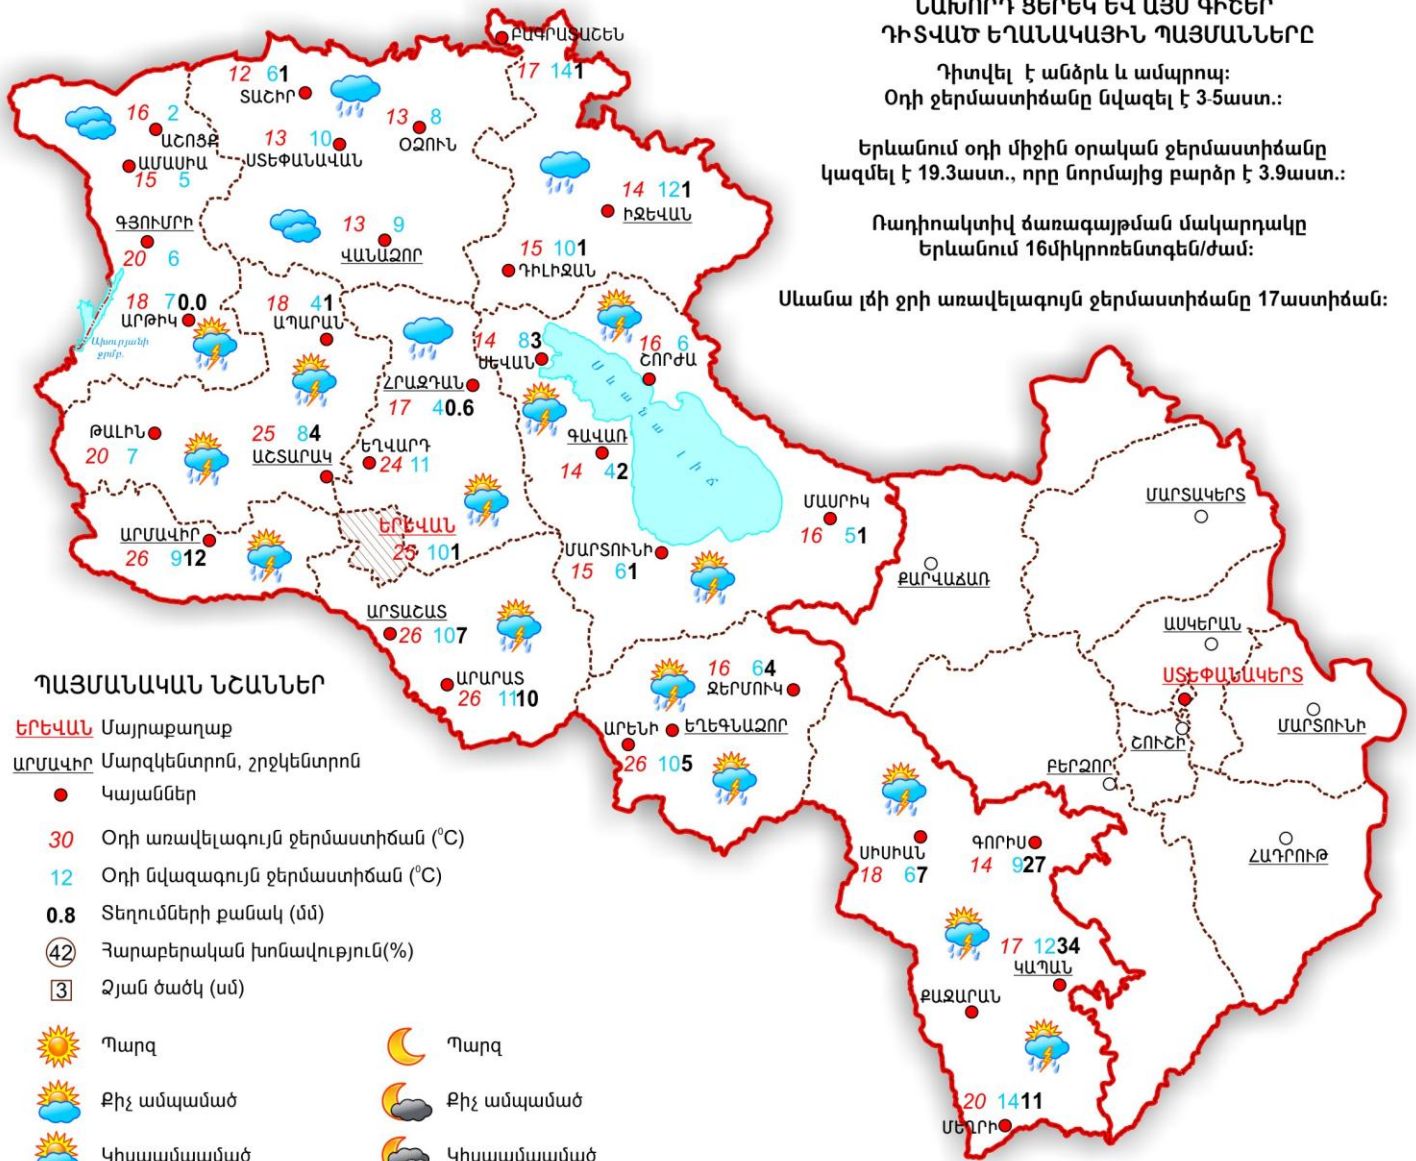 ՆԱԽՈՐԴ ՑԵՐԵԿ ԵՎ ԱՅՍ ԳԻՇԵՐ
ԴԻՏՎԱԾ ԵՂԱՆԱԿԱՅԻՆ ՊԱՅՄԱՆՆԵՐԸ
Դիտվել է անձրև և ամպրոպ:
Օդի ջերմաստիճանը նվազել է 3-5աստ.:
Երևանում օդի միջին օրական ջերմաստիճանը
կազմել է 19.3աստ., որը նորմայից բարձր է 3.9աստ.:
Ռադիոակտիվ ճառագայթման մակարդակը
Երևանում 16միկրոռենտգեն/ժամ:
Սևանա լճի ջրի առավելագույն ջերմաստիճանը 17աստիճան:
ԲԱԳՐԱՏԱՇԵՆ
17 14 1
12 6 1
ՏԱՇԻՐ
16 2
ԱՇՈՑՔ
ԱՄԱՍԻԱ
15 5
13 10
ՍՏԵՓԱՆԱՎԱՆ
13 8
ՕՁՈՒՆ
14 12 1
ԻՋԵՎԱՆ
ԳՅՈՒՄՐԻ
20 6
13 9
ՎԱՆԱՁՈՐ
15 10 1
ԴԻԼԻՋԱՆ
18 7 0.0
ԱՐԹԻԿ
Ախուրյանի
ջրմբ.
18 4 1
ԱՊԱՐԱՆ
14 8 3
ՍԵՎԱՆ
16 6
ՇՈՐԺԱ
Սևանա լիճ
ՀՐԱԶԴԱՆ
17 4 0.6
ԹԱԼԻՆ
20 7
25 8 4
ԱՇՏԱՐԱԿ
ԵՂՎԱՐԴ
24 11
ԳԱՎԱՌ
14 4 2
ՄԱՍՐԻԿ
16 5 1
ԱՐՄԱՎԻՐ
26 9 12
ԵՐԵՎԱՆ
25 10 1
ՄԱՐՏՈՒՆԻ
15 6 1
ԱՐՏԱՇԱՏ
26 10 7
ԱՐԱՐԱՏ
26 11 10
16 6 4
ՋԵՐՄՈՒԿ
ԱՐԵՆԻ
ԵՂԵԳՆԱՁՈՐ
26 10 5
ՍԻՍԻԱՆ
18 6 7
ԳՈՐԻՍ
14 9 27
17 12 34
ԿԱՊԱՆ
ՔԱՋԱՐԱՆ
20 14 11
ՄԵՂՐԻ
ՄԱՐՏԱԿԵՐՏ
ՔԱՐՎԱՃԱՌ
ԱՍԿԵՐԱՆ
ՍՏԵՓԱՆԱԿԵՐՏ
ՄԱՐՏՈՒՆԻ
ՇՈՒՇԻ
ԲԵՐՁՈՐ
ՀԱԴՐՈՒԹ
ՊԱՅՄԱՆԱԿԱՆ ՆՇԱՆՆԵՐ
ԵՐԵՎԱՆ Մայրաքաղաք
ԱՐՄԱՎԻՐ Մարզկենտրոն, շրջկենտրոն
Կայաններ
30 Օդի առավելագույն ջերմաստիճան (⁰C)
12 Օդի նվազագույն ջերմաստիճան (⁰C)
0.8 Տեղումների քանակ (մմ)
42 Հարաբերական խոնավություն(%)
3 Ձյան ծածկ (սմ)
Պարզ Պարզ
Քիչ ամպամած Քիչ ամպամած
Կիսաամպամած Կիսաամպամած